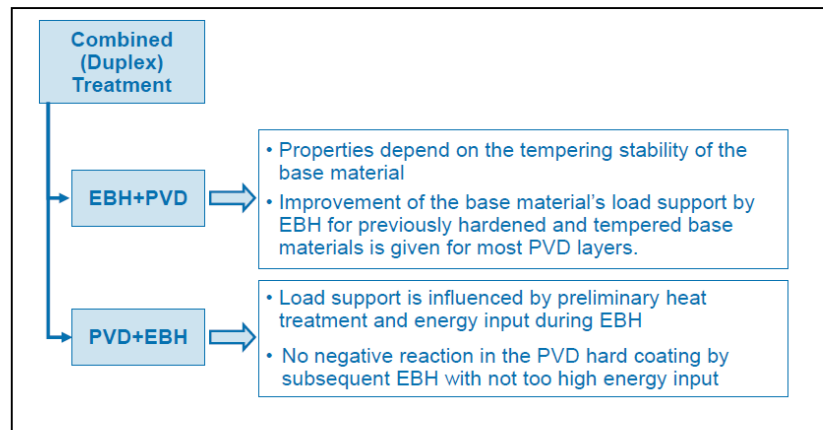 Combined
(Duplex)
Treatment
EBH+PVD
• Properties depend on the tempering stability of the
base material
• Improvement of the base material's load support by
EBH for previously hardened and tempered base
materials is given for most PVD layers.
PVD+EBH
• Load support is influenced by preliminary heat
treatment and energy input during EBH
• No negative reaction in the PVD hard coating by
subsequent EBH with not too high energy input